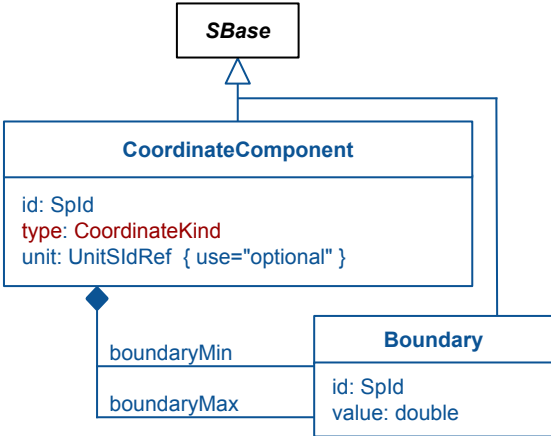 SBase
CoordinateComponent
id: SpId
type: CoordinateKind
unit: UnitSIdRef { use="optional" }
boundaryMin
boundaryMax
Boundary
id: SpId
value: double